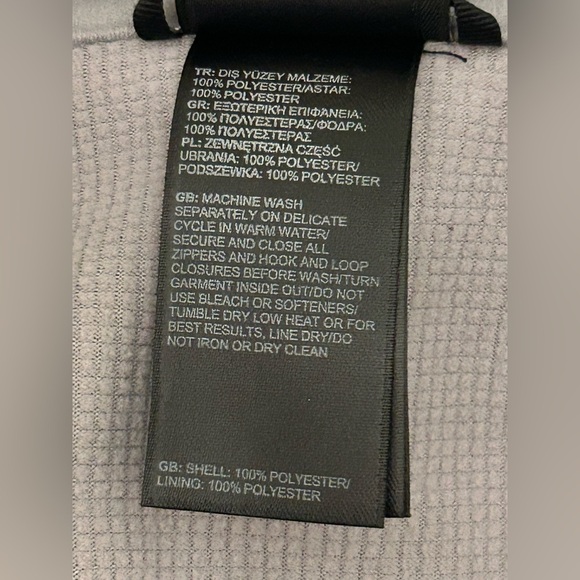 TR: DIŞ YÜZEY MALZEME:
100% POLYESTER/ASTAR:
100% POLYESTER
GR: ΕΞΩΤΕΡΙΚΗ ΕΠΙΦΑΝΕΙΑ:
100% ΠΟΛΥΕΣΤΕΡΑΣ/ΦΟΔΡΑ:
100% ΠΟΛΥΕΣΤΕΡΑΣ
PL: ZEWNĘTRZNA CZĘŚĆ
UBRANIA: 100% POLYESTER/
PODSZEWKA: 100% POLYESTER
GB: MACHINE WASH
SEPARATELY ON DELICATE
CYCLE IN WARM WATER/
SECURE AND CLOSE ALL
ZIPPERS AND HOOK AND LOOP
CLOSURES BEFORE WASH/TURN
GARMENT INSIDE OUT/DO NOT
USE BLEACH OR SOFTENERS/
TUMBLE DRY LOW HEAT OR FOR
BEST RESULTS, LINE DRY/DO
NOT IRON OR DRY CLEAN
GB: SHELL: 100% POLYESTER/
LINING: 100% POLYESTER